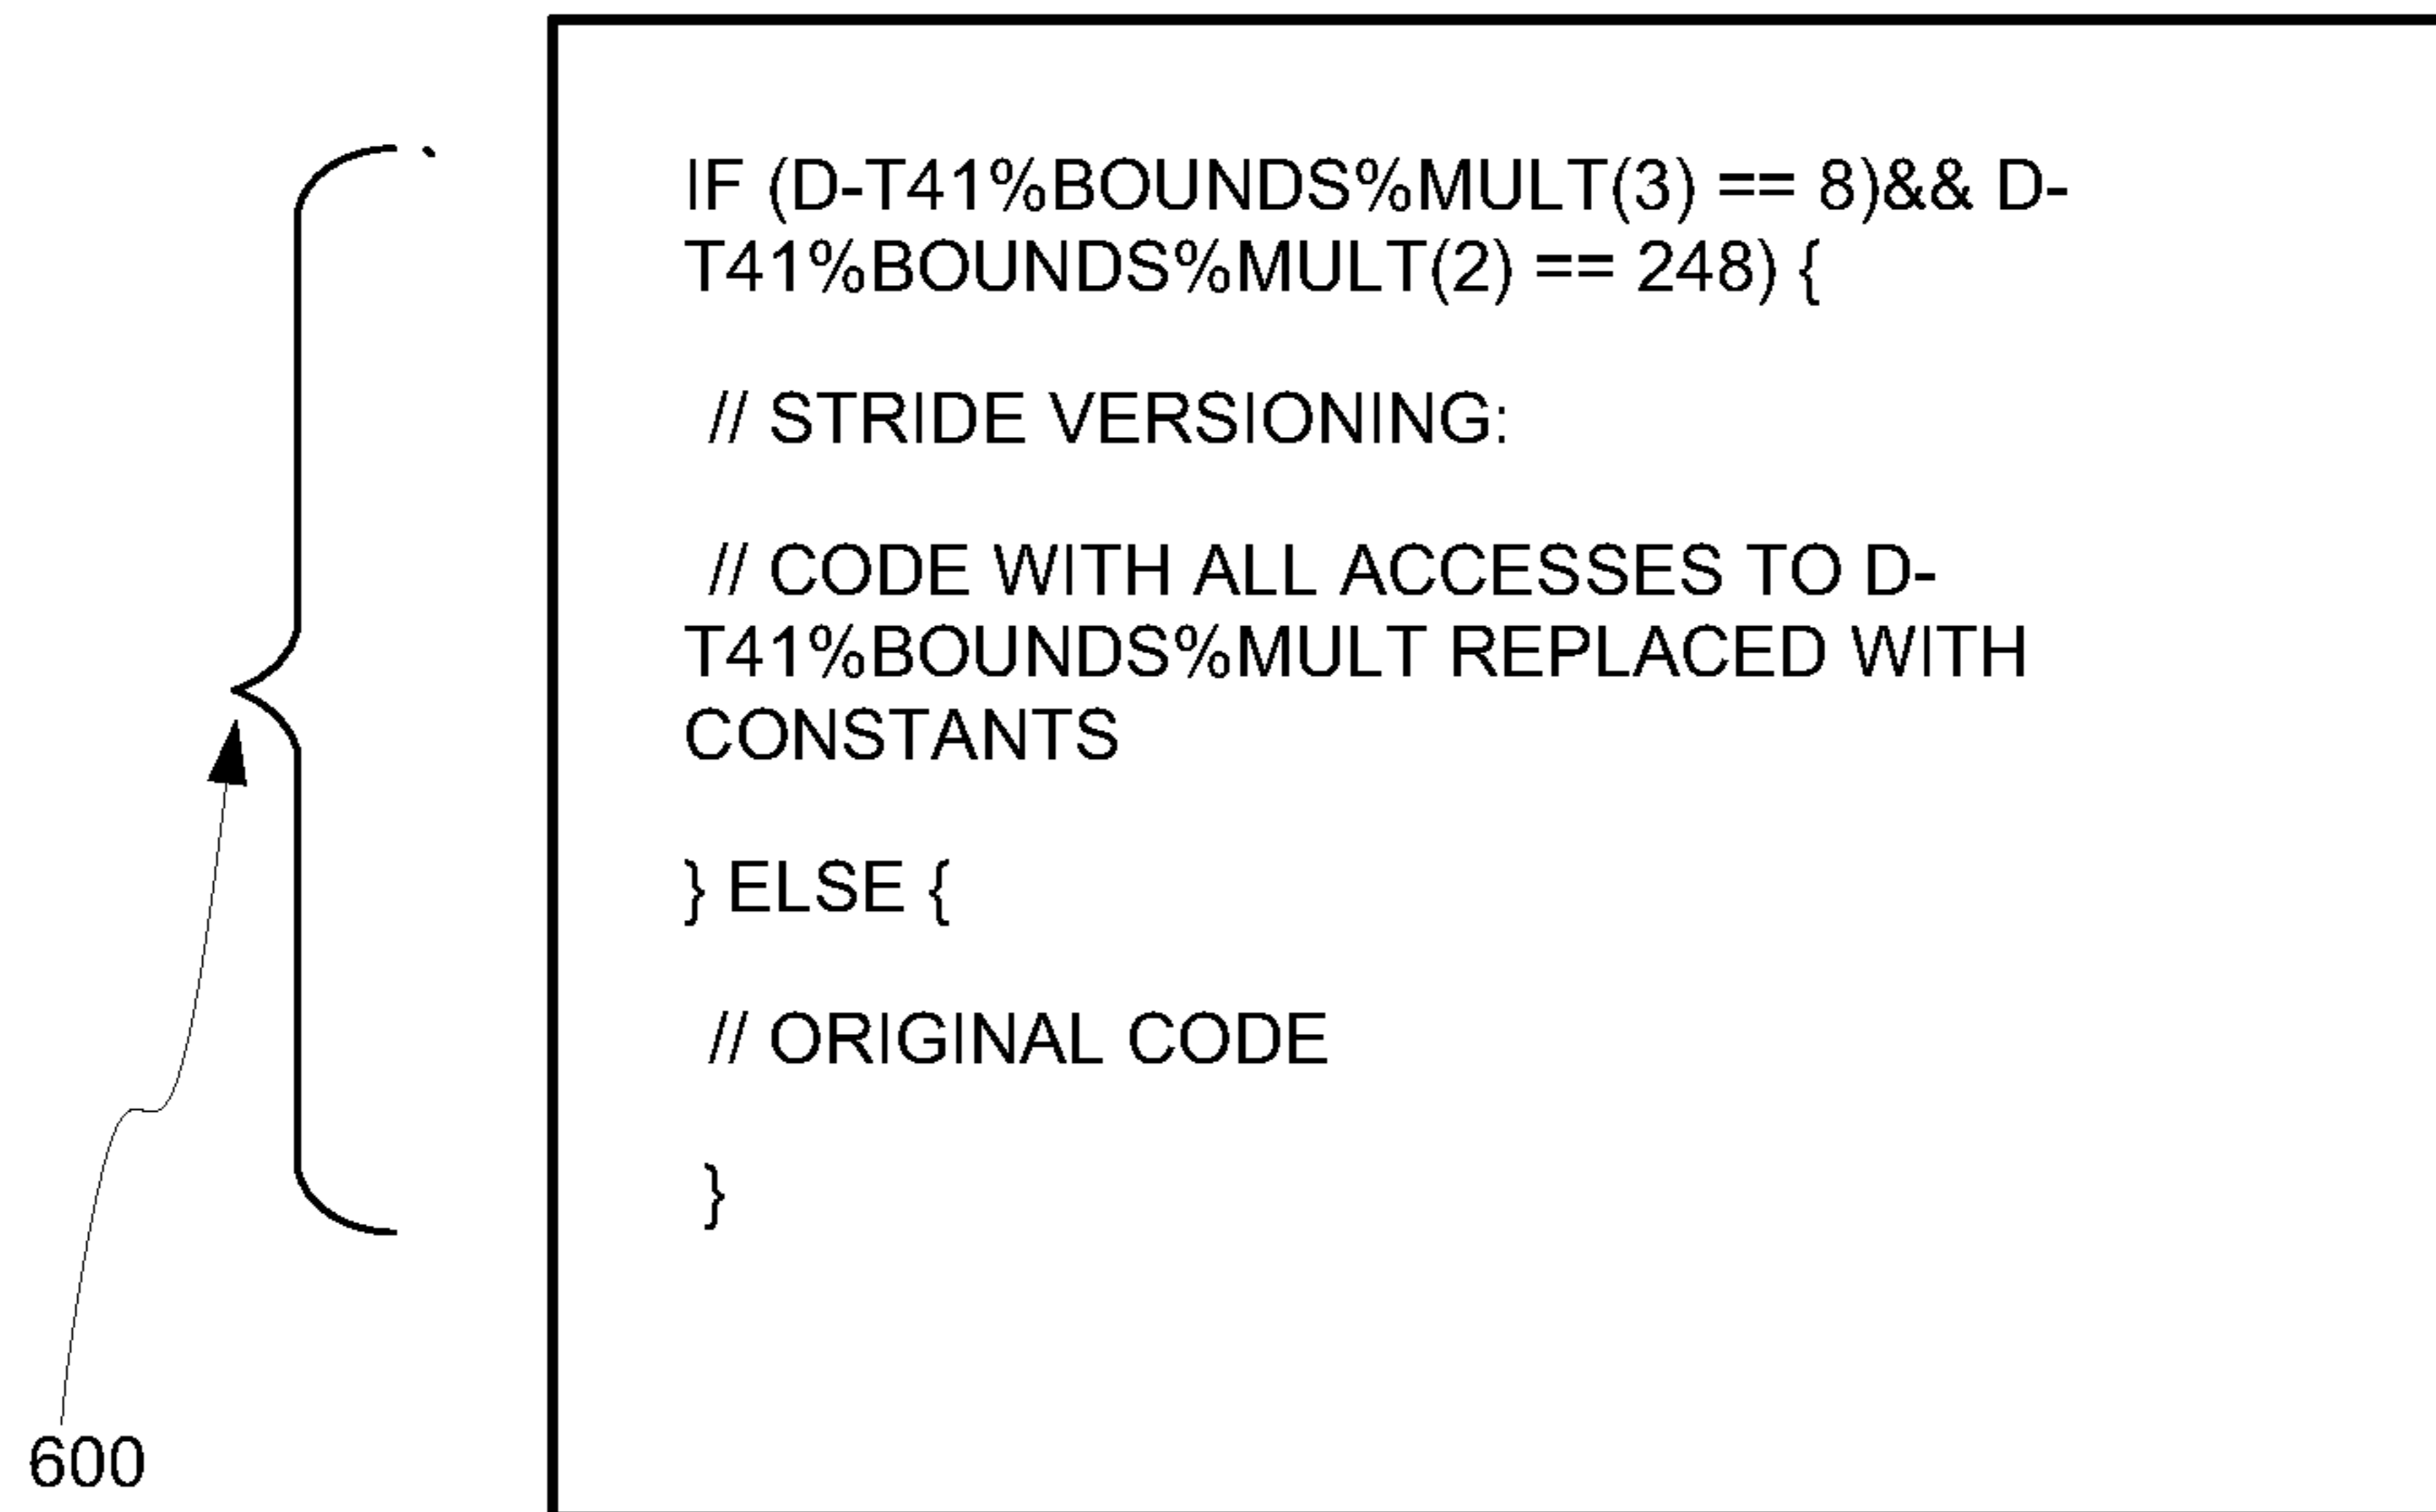 IF (D-T41%BOUNDS%MULT(3) == 8)&& D-
T41%BOUNDS%MULT(2) == 248) {
// STRIDE VERSIONING:
// CODE WITH ALL ACCESSES TO D-
T41%BOUNDS%MULT REPLACED WITH
CONSTANTS
} ELSE {
// ORIGINAL CODE
}
600